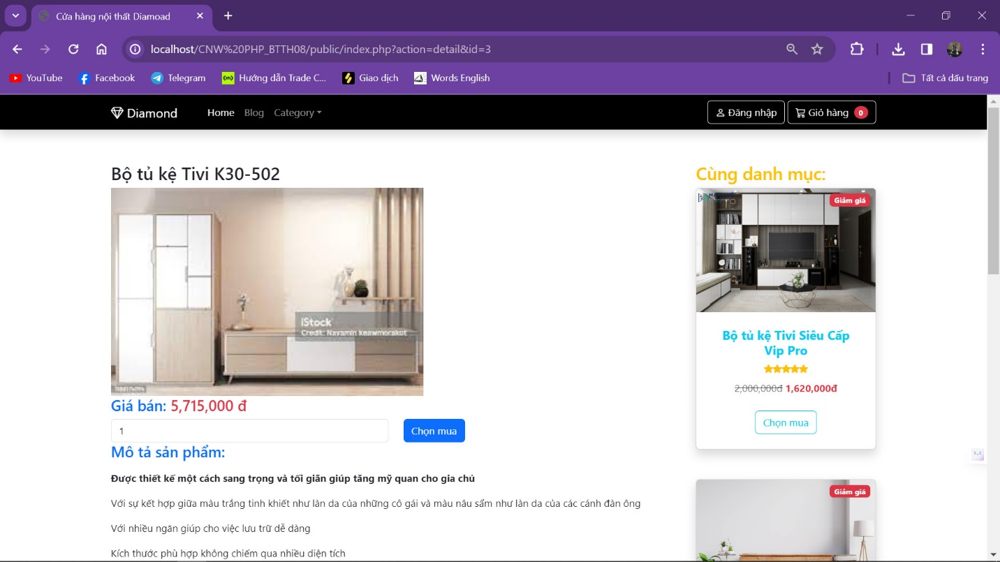 Cửa hàng nội thất Diamoad
localhost/CNW%20PHP_BTTH08/public/index.php?action=detail&id=3
YouTube
Facebook
Telegram
Hướng dẫn Trade C...
Giao dịch
Words English
Tất cả dấu trang
Diamond
Home
Blog
Category
Đăng nhập
Giỏ hàng 0
Bộ tủ kệ Tivi K30-502
iStock
Credit: Navamin keawmorakot
Giá bán: 5,715,000 đ
1
Chọn mua
Mô tả sản phẩm:
Được thiết kế một cách sang trọng và tối giãn giúp tăng mỹ quan cho gia chủ
Với sự kết hợp giữa màu trắng tinh khiết như làn da của những cô gái và màu nâu sẩm như làn da của các cánh đàn ông
Với nhiều ngăn giúp cho việc lưu trữ dễ dàng
Kích thước phù hợp không chiếm qua nhiều diện tích
Cùng danh mục:
Giảm giá
Bộ tủ kệ Tivi Siêu Cấp
Vip Pro
2,000,000đ 1,620,000đ
Chọn mua
Giảm giá